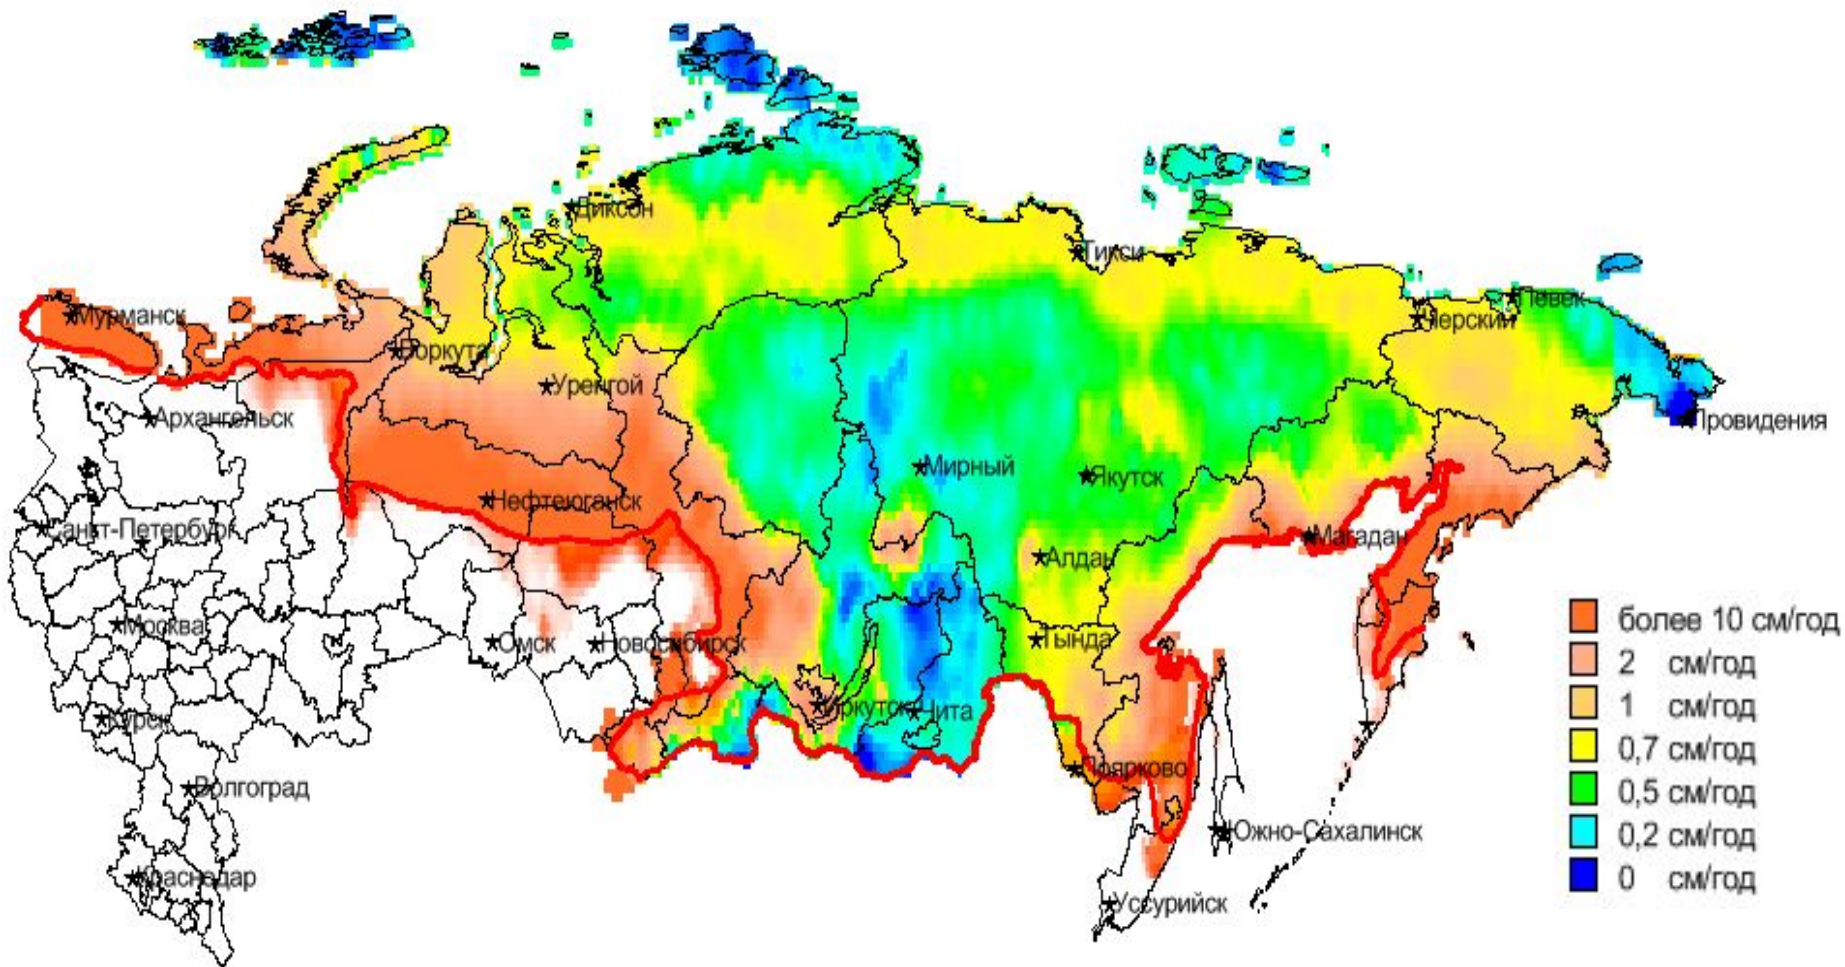 Диксон
Тикси
Певек
Мурманск
Черский
Воркута
Уренгой
Архангельск
Провидения
Мирный
Якутск
Нефтеюганск
Санкт-Петербург
Магадан
Алдан
Москва
Омск
Новосибирск
Тында
Курск
Иркутск
Чита
Поярково
Волгоград
Южно-Сахалинск
Краснодар
Уссурийск
более 10 см/год
2 см/год
1 см/год
0,7 см/год
0,5 см/год
0,2 см/год
0 см/год